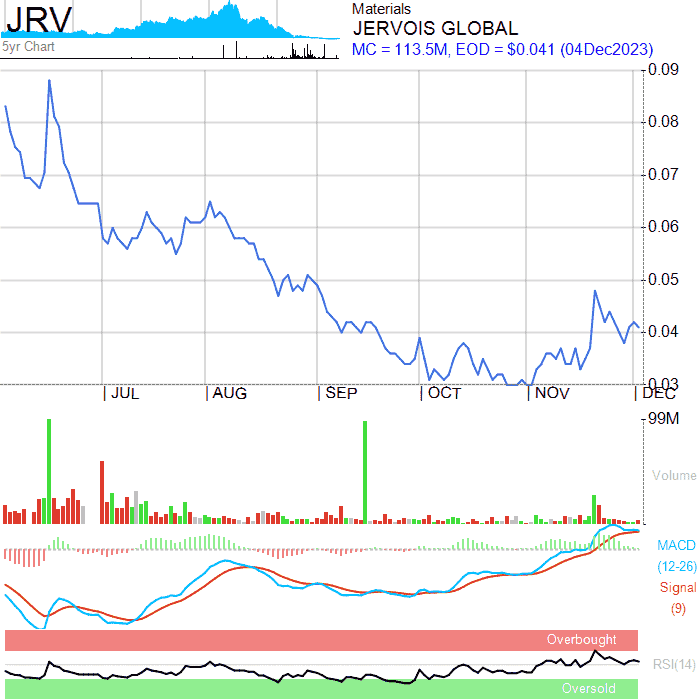 JRV
5yr Chart
Materials
JERVOIS GLOBAL
MC = 113.5M, EOD = $0.041 (04Dec2023)
0.09
0.08
0.07
0.06
0.05
0.04
0.03
JUL AUG SEP OCT NOV DEC
99M
Volume
MACD
(12-26)
Signal
(9)
Overbought
RSI(14)
Oversold